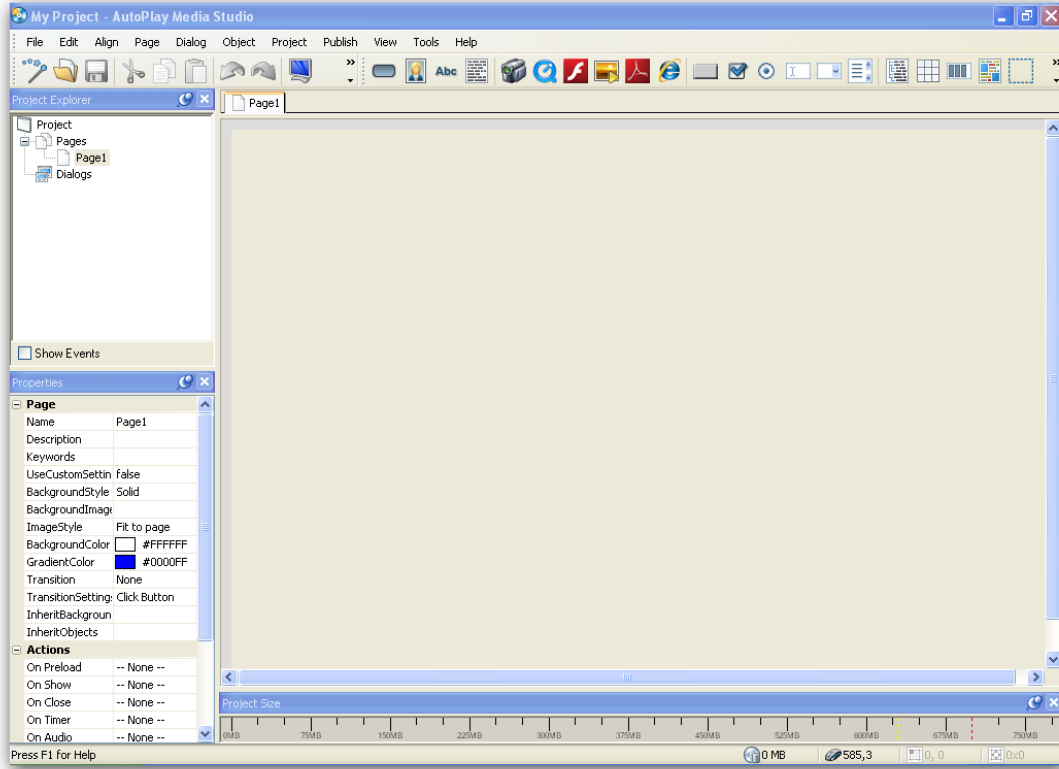 My Project - AutoPlay Media Studio
File Edit Align Page Dialog Object Project Publish View Tools Help
Abc
Project Explorer
Page1
Project
Pages
Page1
Dialogs
Show Events
Properties
Page
Name Page1
Description
Keywords
UseCustomSettin false
BackgroundStyle Solid
BackgroundImage
ImageStyle Fit to page
BackgroundColor #FFFFFF
GradientColor #0000FF
Transition None
TransitionSettings Click Button
InheritBackgroun
InheritObjects
Actions
On Preload -- None --
On Show -- None --
On Close -- None --
On Timer -- None --
On Audio -- None --
Project Size
0MB 75MB 150MB 225MB 300MB 375MB 450MB 525MB 600MB 675MB 750MB
Press F1 for Help
0 MB 585,3 0, 0 0x0